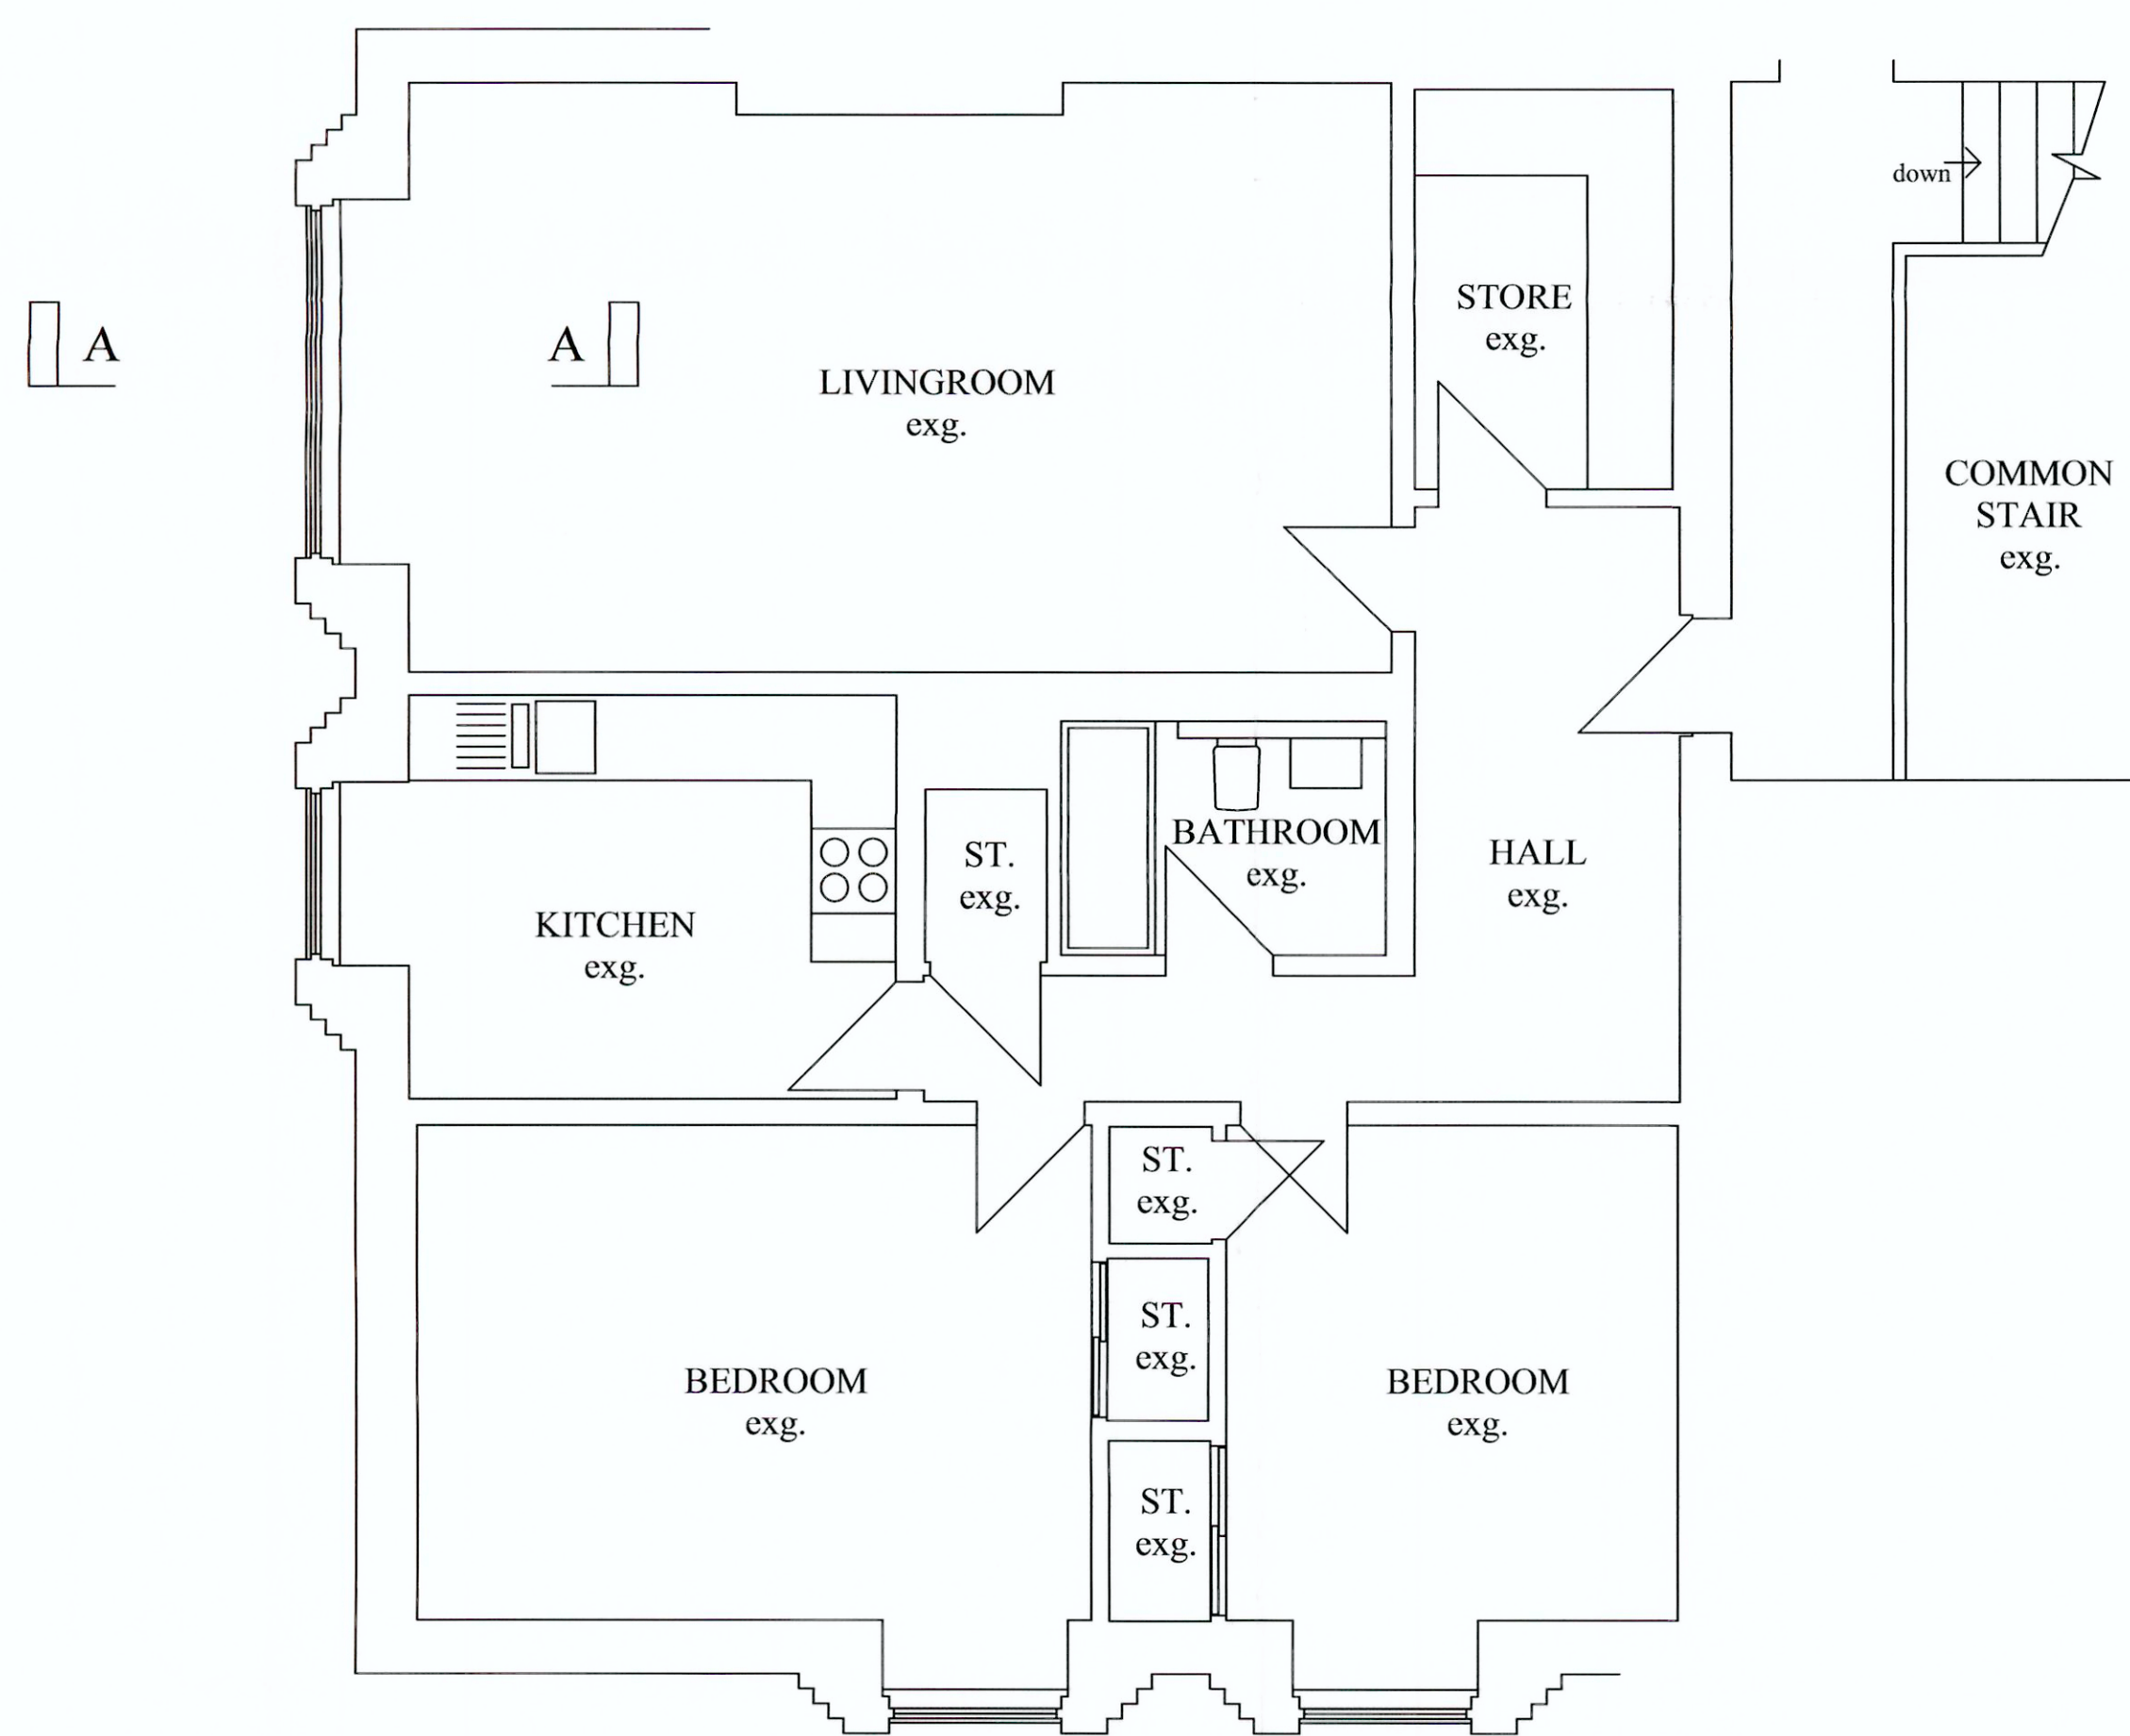 down
STORE
exg.
A
A
LIVINGROOM
exg.
COMMON
STAIR
exg.
BATHROOM
exg.
ST.
exg.
HALL
exg.
KITCHEN
exg.
ST.
exg.
ST.
exg.
BEDROOM
exg.
BEDROOM
exg.
ST.
exg.